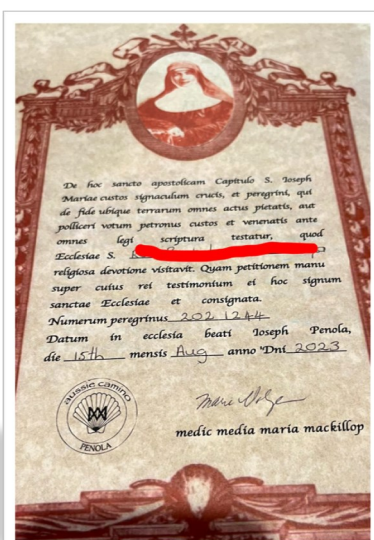 De hoc sancto apostolicam Capitulo S. Ioseph
Mariae custos signaculum crucis, et peregrini, qui
de fide ubique terrarum omnes actus pietatis, aut
polliceri votum petronus custos et venenatis ante
omnes legi scriptura testatur, quod
Ecclesiae S.
religiosa devotione visitavit. Quam petitionem manu
super cuius rei testimonium ei hoc signum
sanctae Ecclesiae et consignata.
Numerum peregrinus 202 1244
Datum in ecclesia beati Ioseph Penola,
die 15th mensis Aug anno Dni 2023
aussie camino
PENOLA
medic media maria mackillop